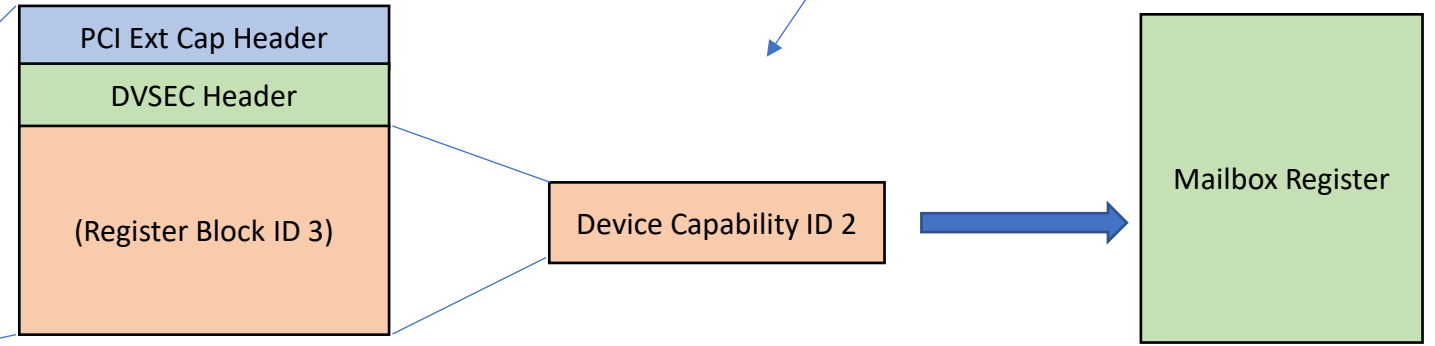 PCI Ext Cap Header
DVSEC Header
(Register Block ID 3)
Device Capability ID 2
Mailbox Register